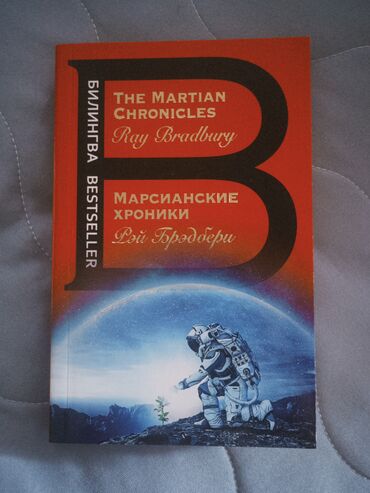 БИЛИНГВА BESTSELLER
THE MARTIAN
CHRONICLES
Ray Bradbury
МАРСИАНСКИЕ
ХРОНИКИ
Рэй Брэдбери
B